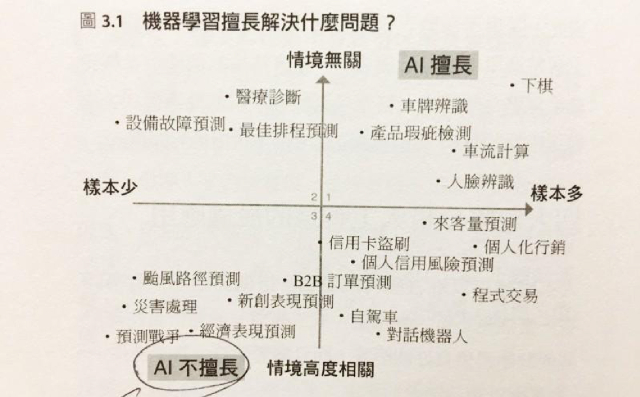 圖 3.1 機器學習擅長解決什麼問題？
情境無關
AI 擅長
・下棋
・醫療診斷
・車牌辨識
・設備故障預測
・最佳排程預測
・產品瑕疵檢測
・車流計算
・人臉辨識
樣本少
樣本多
2 1
3 4
・來客量預測
・信用卡盜刷
・個人化行銷
・個人信用風險預測
・颱風路徑預測
・B2B 訂單預測
・新創表現預測
・程式交易
・災害處理
・自駕車
・預測戰爭
・經濟表現預測
・對話機器人
AI 不擅長
情境高度相關